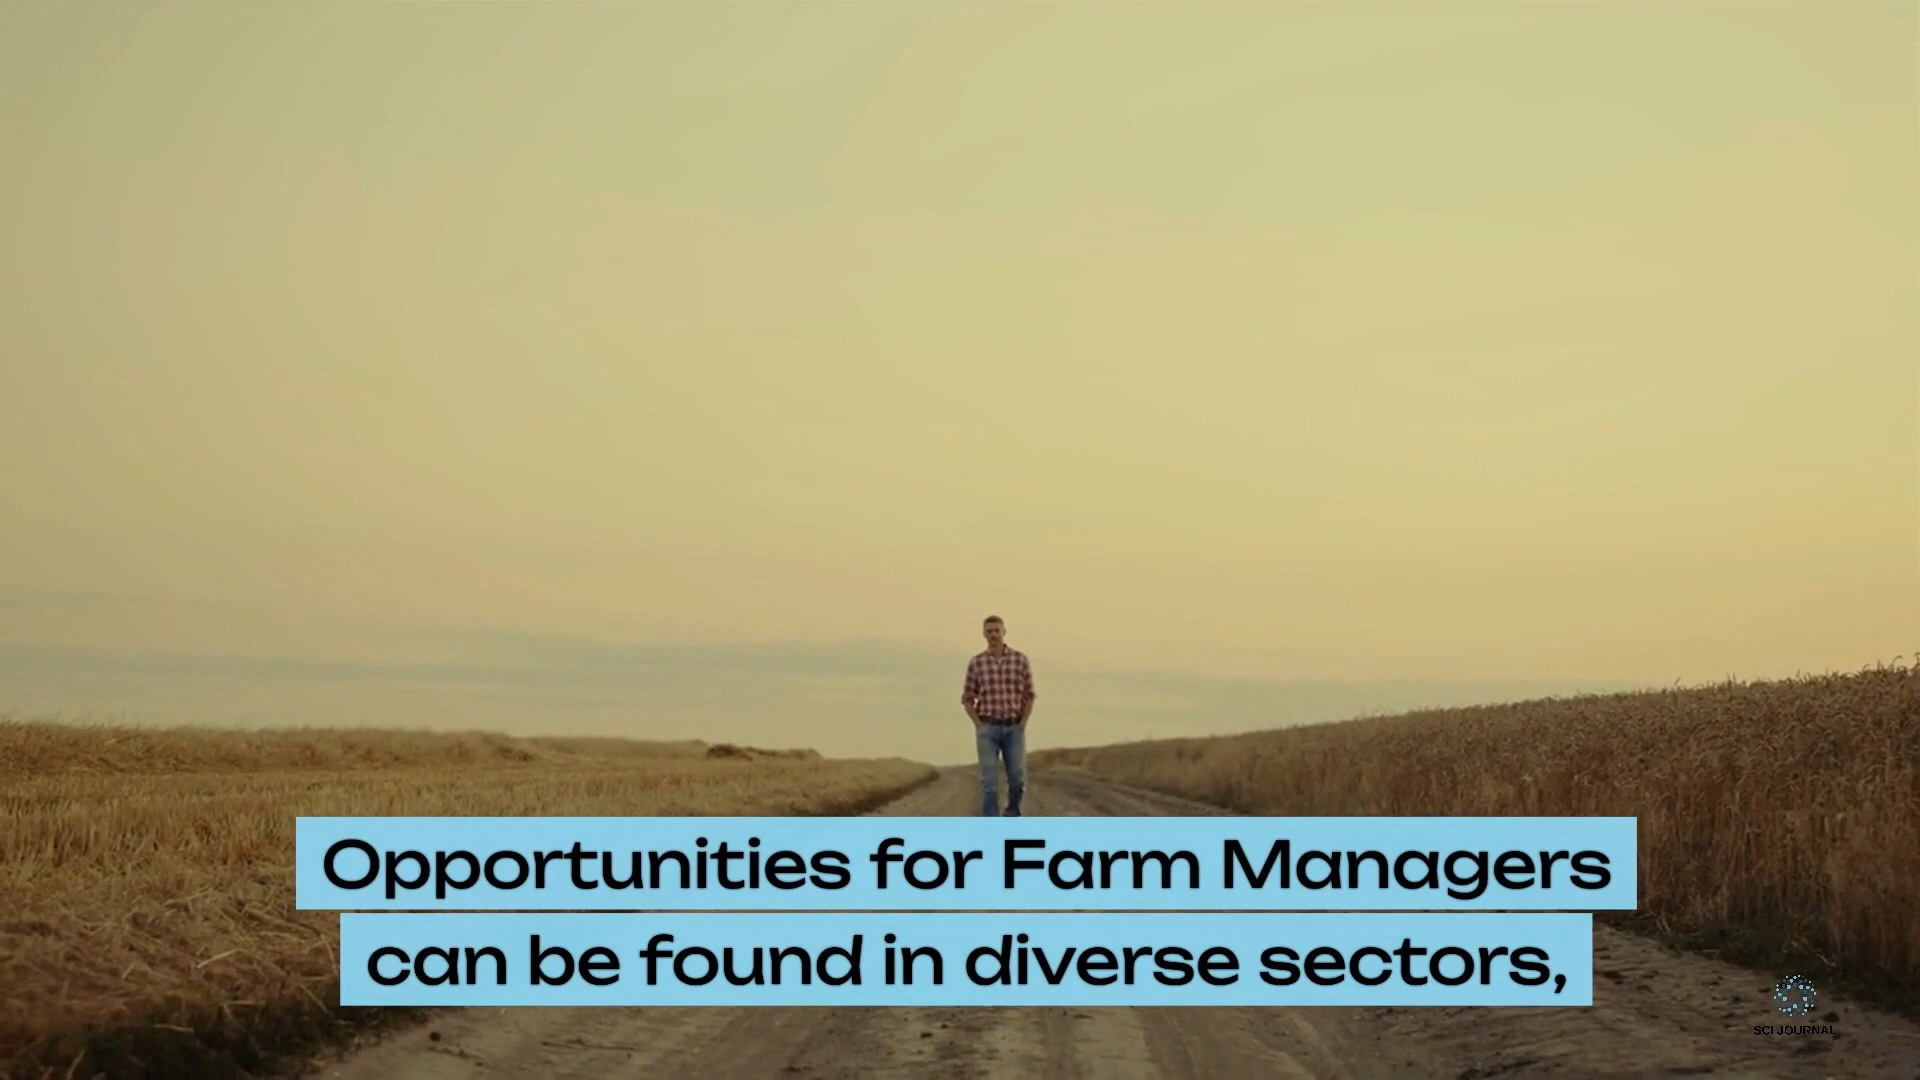 Opportunities for Farm Managers
can be found in diverse sectors,
SCI JOURNAL